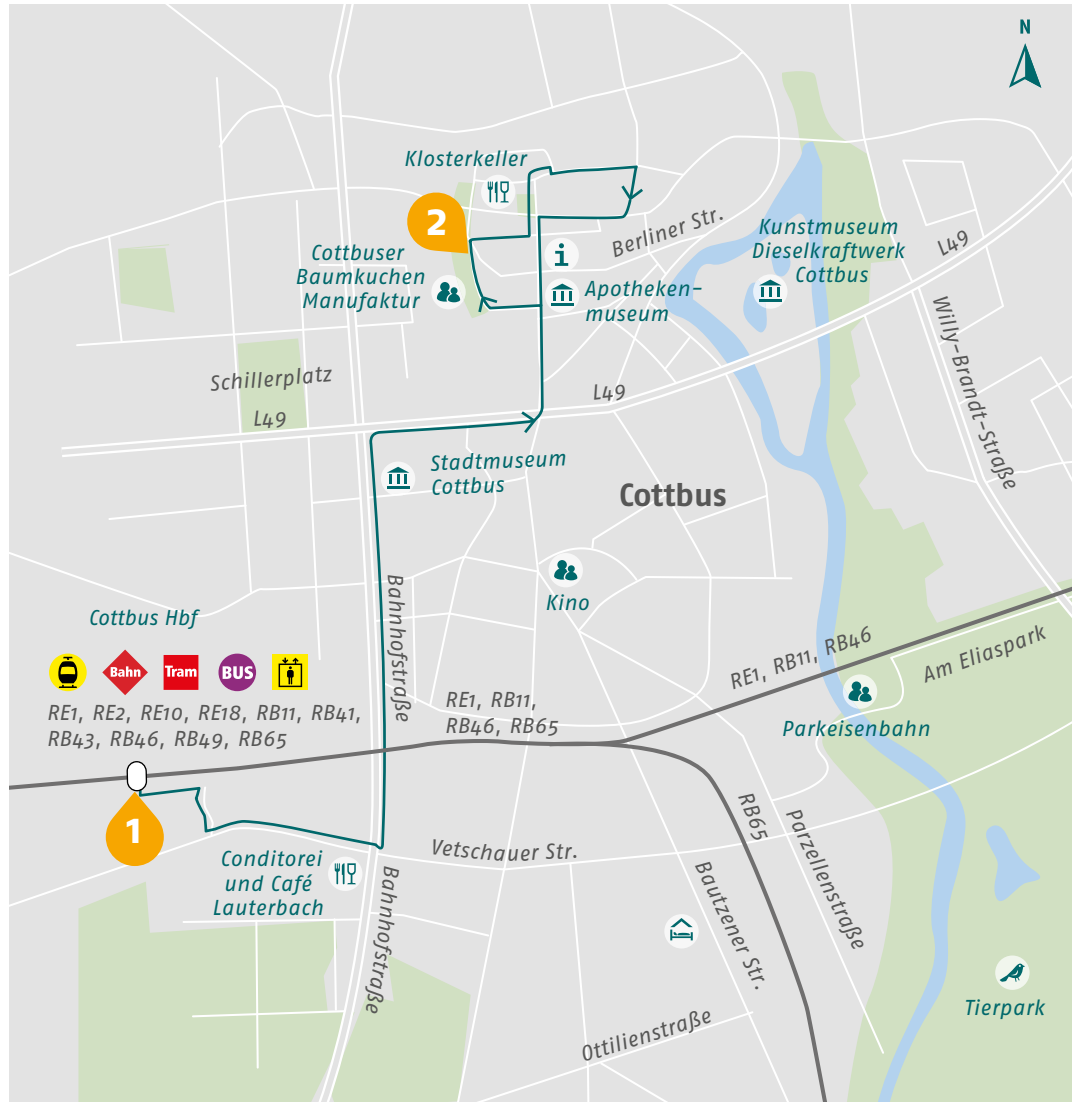 N
Klosterkeller
2
Berliner Str.
Kunstmuseum
Dieselkraftwerk
Cottbus
L49
Cottbuser
Baumkuchen
Manufaktur
i
Apotheken-
museum
Willy-Brandt-Straße
Schillerplatz
L49
L49
Stadtmuseum
Cottbus
Cottbus
Kino
Bahnhofstraße
Cottbus Hbf
Bahn
Tram
BUS
RE1, RE2, RE10, RE18, RB11, RB41,
RB43, RB46, RB49, RB65
RE1, RB11,
RB46, RB65
RE1, RB11, RB46
Am Eliaspark
Parkeisenbahn
1
RB65
Parzellenstraße
Vetschauer Str.
Conditorei
und Café
Lauterbach
Bahnhofstraße
Bautzener Str.
Ottilienstraße
Tierpark